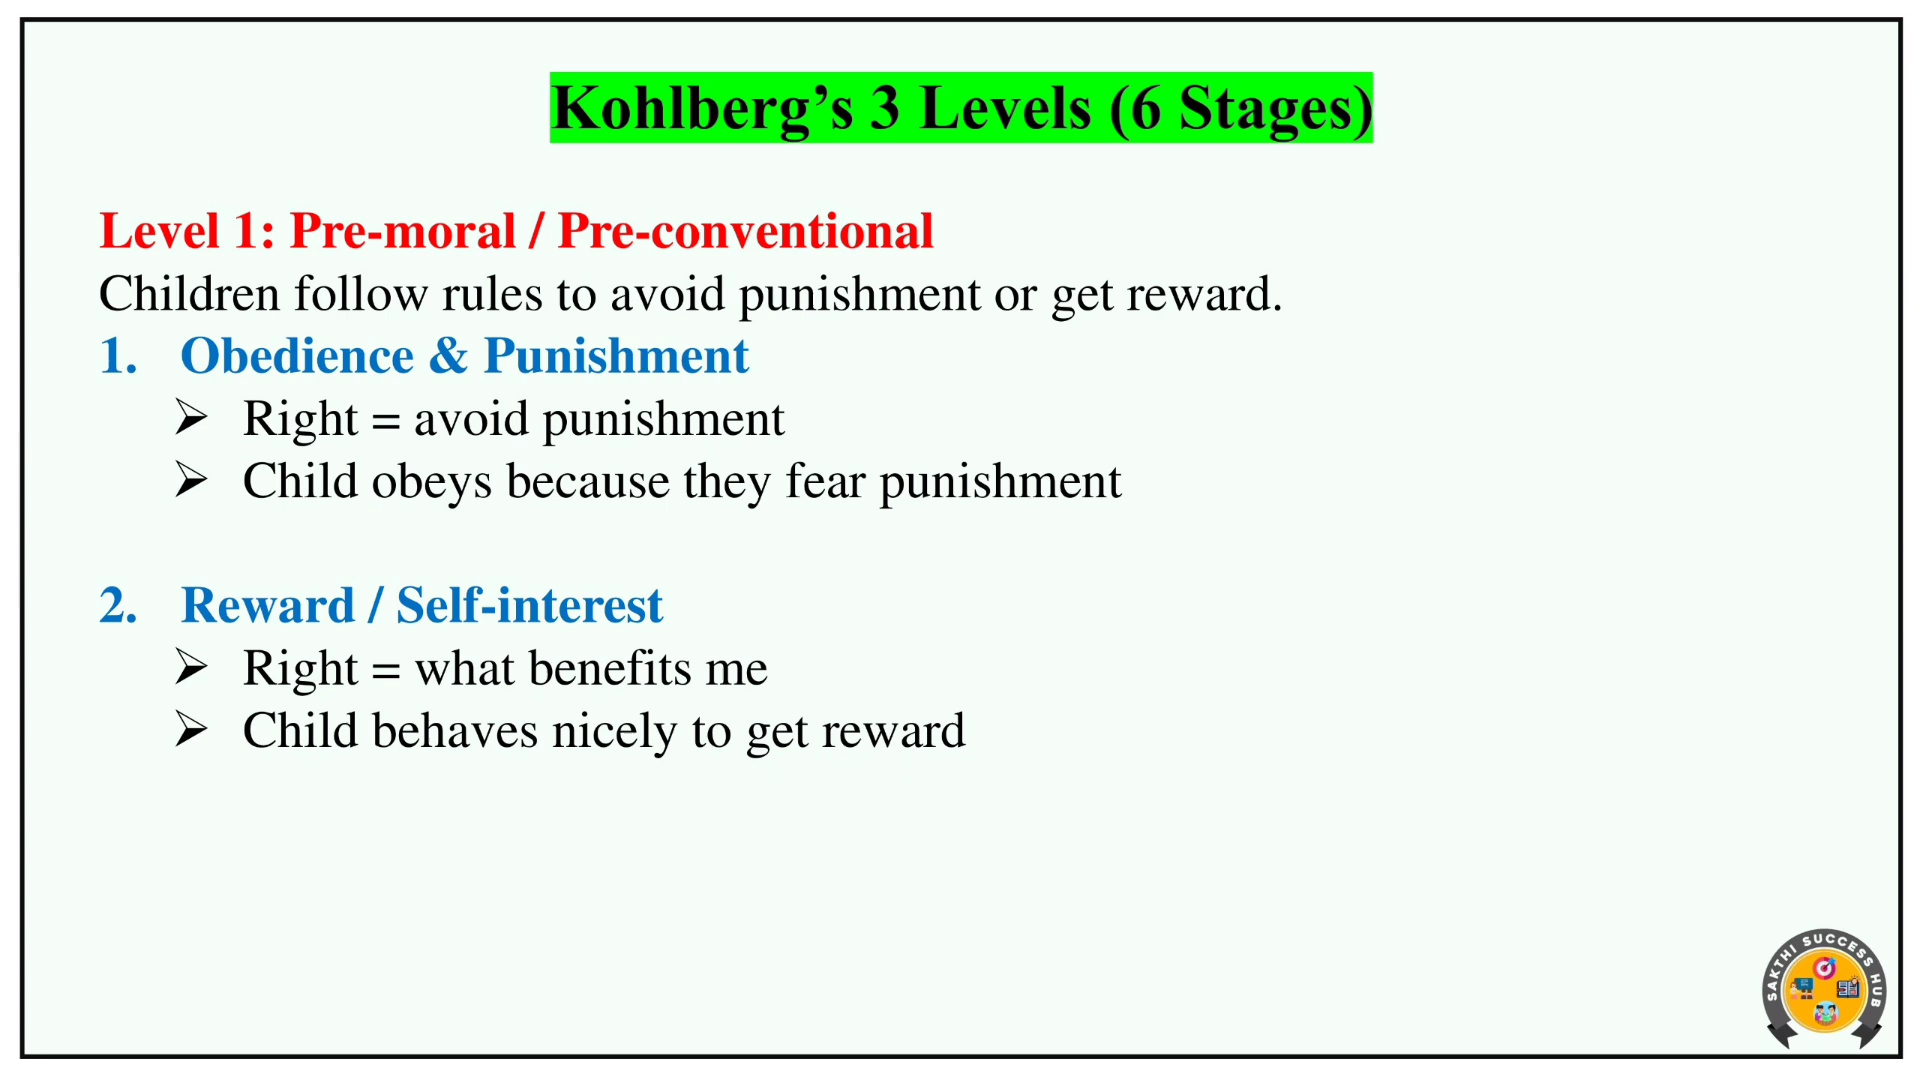 Kohlberg’s 3 Levels (6 Stages)
Level 1: Pre-moral / Pre-conventional
Children follow rules to avoid punishment or get reward.
1. Obedience & Punishment
➢ Right = avoid punishment
➢ Child obeys because they fear punishment
2. Reward / Self-interest
➢ Right = what benefits me
➢ Child behaves nicely to get reward
SAKTHI SUCCESS HUB